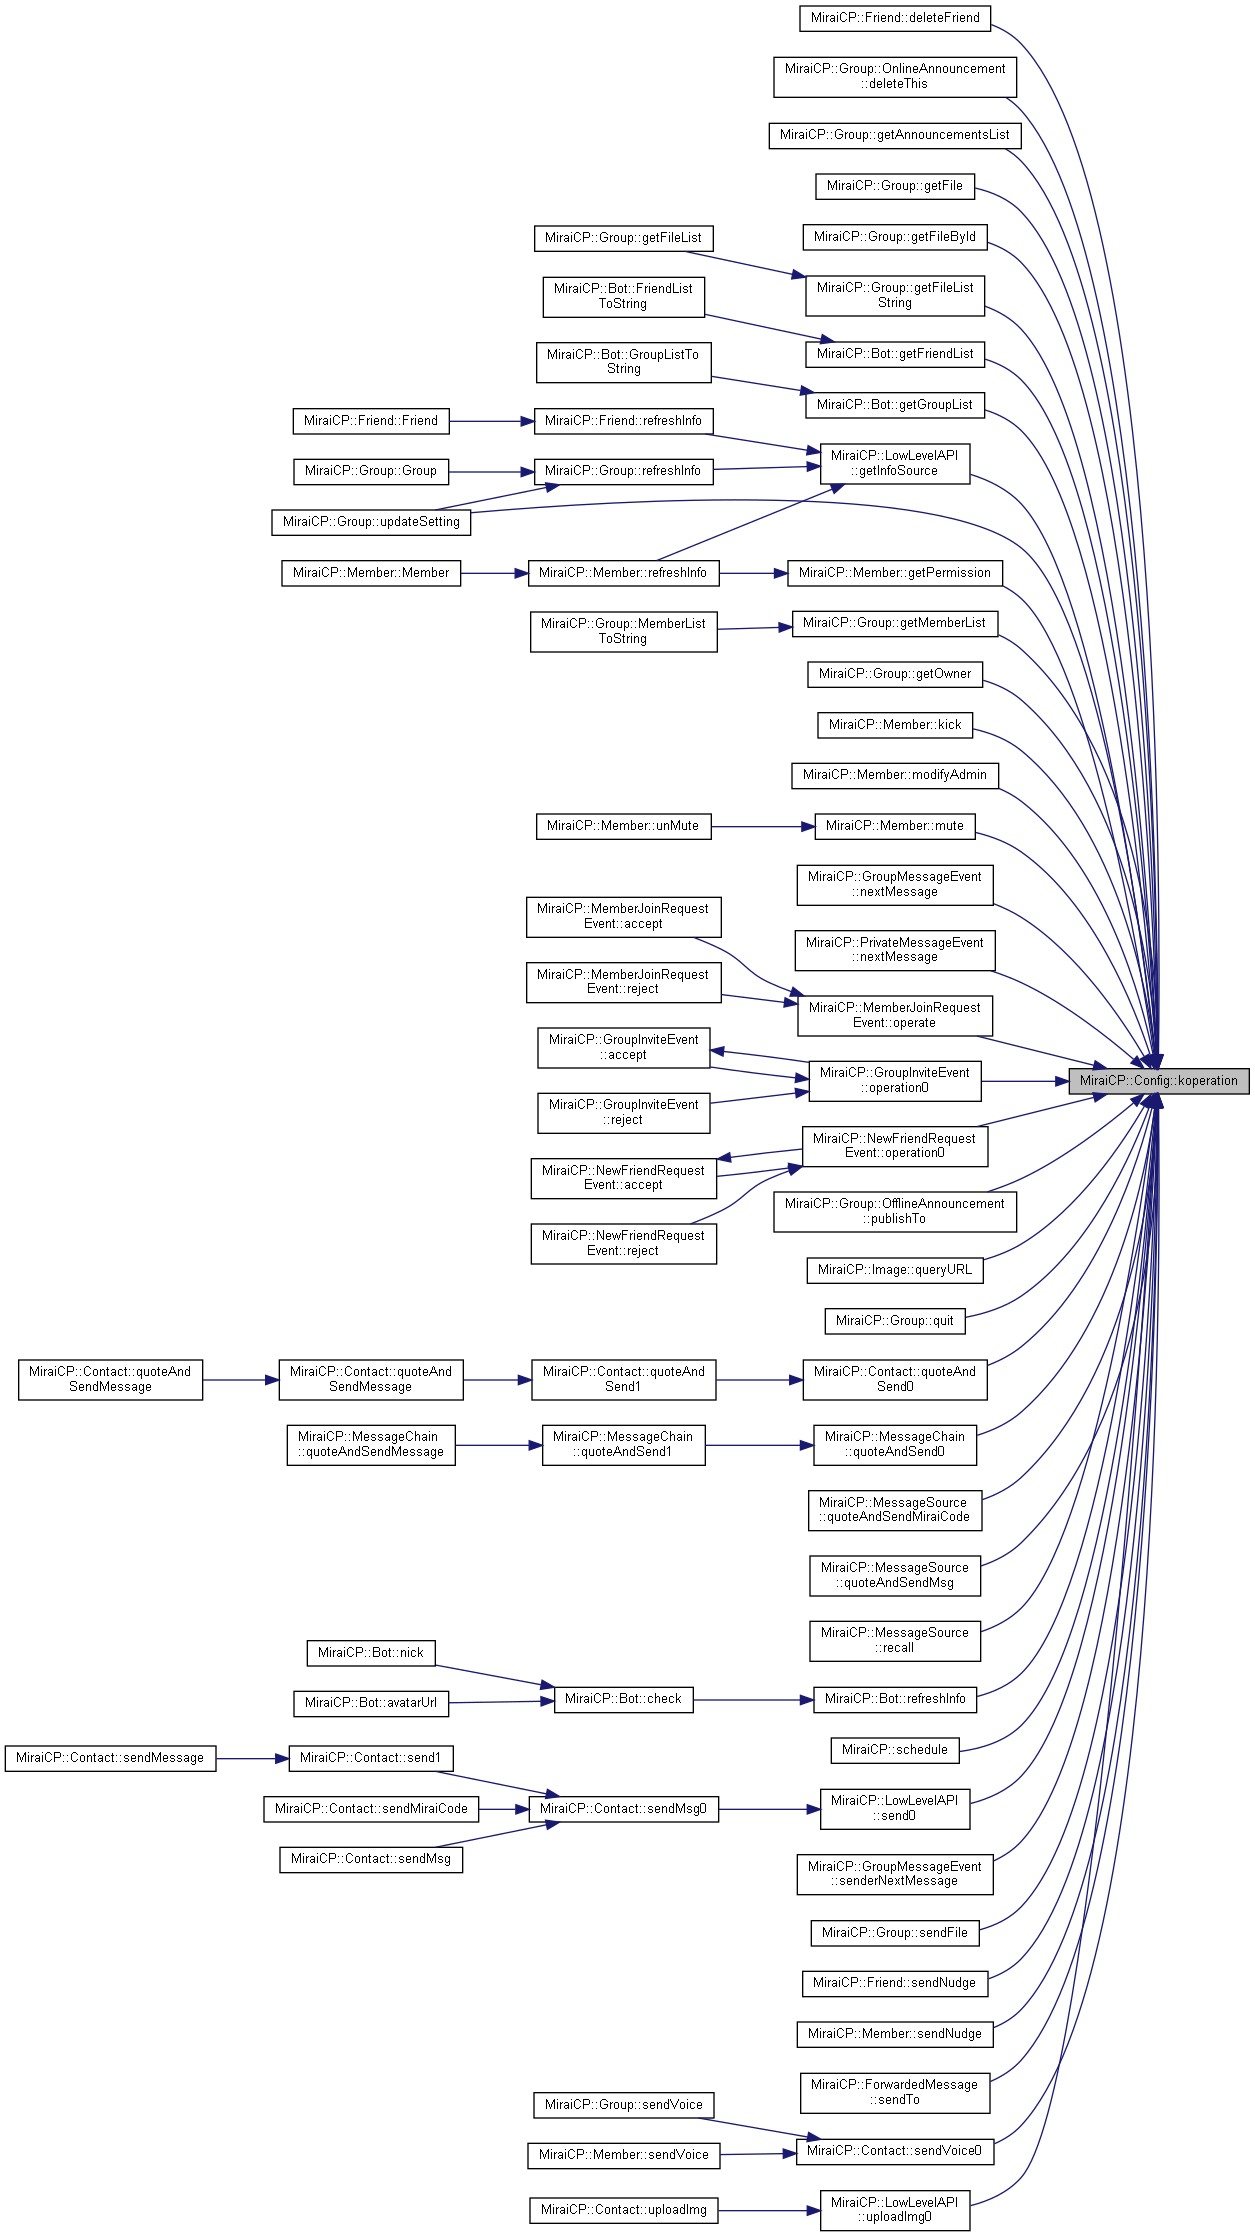 MiraiCP::Friend::deleteFriend
MiraiCP::Group::OnlineAnnouncement
::deleteThis
MiraiCP::Group::getAnnouncementsList
MiraiCP::Group::getFile
MiraiCP::Group::getFileList
MiraiCP::Group::getFileById
MiraiCP::Bot::FriendList
ToString
MiraiCP::Group::getFileList
String
MiraiCP::Bot::GroupListTo
String
MiraiCP::Bot::getFriendList
MiraiCP::Bot::getGroupList
MiraiCP::Friend::Friend
MiraiCP::Friend::refreshInfo
MiraiCP::Group::Group
MiraiCP::Group::refreshInfo
MiraiCP::LowLevelAPI
::getInfoSource
MiraiCP::Group::updateSetting
MiraiCP::Member::Member
MiraiCP::Member::refreshInfo
MiraiCP::Member::getPermission
MiraiCP::Group::MemberList
ToString
MiraiCP::Group::getMemberList
MiraiCP::Group::getOwner
MiraiCP::Member::kick
MiraiCP::Member::modifyAdmin
MiraiCP::Member::unMute
MiraiCP::Member::mute
MiraiCP::GroupMessageEvent
::nextMessage
MiraiCP::MemberJoinRequest
Event::accept
MiraiCP::PrivateMessageEvent
::nextMessage
MiraiCP::MemberJoinRequest
Event::reject
MiraiCP::MemberJoinRequest
Event::operate
MiraiCP::GroupInviteEvent
::accept
MiraiCP::GroupInviteEvent
::operation0
MiraiCP::Config::koperation
MiraiCP::GroupInviteEvent
::reject
MiraiCP::NewFriendRequest
Event::operation0
MiraiCP::NewFriendRequest
Event::accept
MiraiCP::Group::OfflineAnnouncement
::publishTo
MiraiCP::NewFriendRequest
Event::reject
MiraiCP::Image::queryURL
MiraiCP::Group::quit
MiraiCP::Contact::quoteAnd
SendMessage
MiraiCP::Contact::quoteAnd
SendMessage
MiraiCP::Contact::quoteAnd
Send1
MiraiCP::Contact::quoteAnd
Send0
MiraiCP::MessageChain
::quoteAndSendMessage
MiraiCP::MessageChain
::quoteAndSend1
MiraiCP::MessageChain
::quoteAndSend0
MiraiCP::MessageSource
::quoteAndSendMiraiCode
MiraiCP::MessageSource
::quoteAndSendMsg
MiraiCP::MessageSource
::recall
MiraiCP::Bot::nick
MiraiCP::Bot::avatarUrl
MiraiCP::Bot::check
MiraiCP::Bot::refreshInfo
MiraiCP::schedule
MiraiCP::Contact::sendMessage
MiraiCP::Contact::send1
MiraiCP::Contact::sendMiraiCode
MiraiCP::Contact::sendMsg0
MiraiCP::LowLevelAPI
::send0
MiraiCP::Contact::sendMsg
MiraiCP::GroupMessageEvent
::senderNextMessage
MiraiCP::Group::sendFile
MiraiCP::Friend::sendNudge
MiraiCP::Member::sendNudge
MiraiCP::ForwardedMessage
::sendTo
MiraiCP::Group::sendVoice
MiraiCP::Member::sendVoice
MiraiCP::Contact::sendVoice0
MiraiCP::Contact::uploadImg
MiraiCP::LowLevelAPI
::uploadImg0